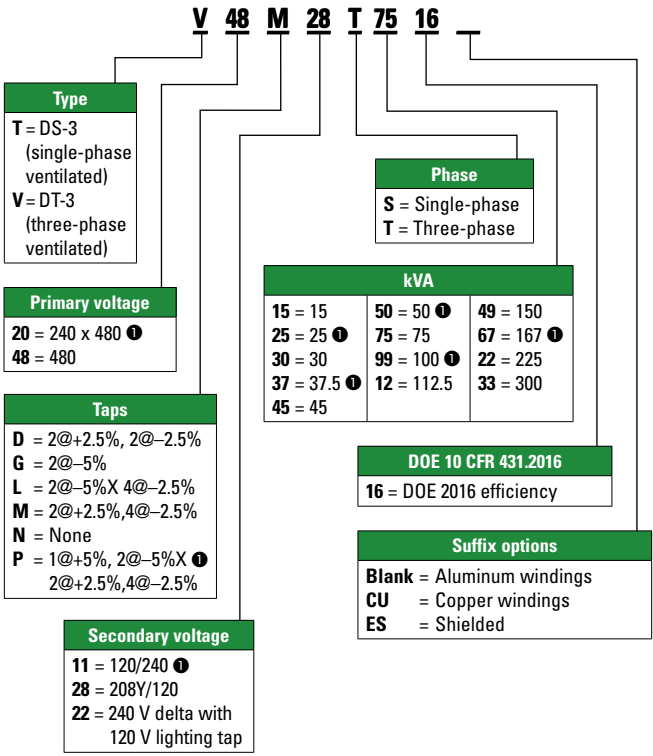 V 48 M 28 T 75 16 _
Type
T = DS-3
(single-phase
ventilated)
V = DT-3
(three-phase
ventilated)
Primary voltage
20 = 240 x 480 ❶
48 = 480
Taps
D = 2@+2.5%, 2@–2.5%
G = 2@–5%
L = 2@–5%X 4@–2.5%
M = 2@+2.5%,4@–2.5%
N = None
P = 1@+5%, 2@–5%X ❶
2@+2.5%,4@–2.5%
Secondary voltage
11 = 120/240 ❶
28 = 208Y/120
22 = 240 V delta with
120 V lighting tap
Phase
S = Single-phase
T = Three-phase
kVA
15 = 15
25 = 25 ❶
30 = 30
37 = 37.5 ❶
45 = 45
50 = 50 ❶
75 = 75
99 = 100 ❶
12 = 112.5
49 = 150
67 = 167 ❶
22 = 225
33 = 300
DOE 10 CFR 431.2016
16 = DOE 2016 efficiency
Suffix options
Blank = Aluminum windings
CU = Copper windings
ES = Shielded